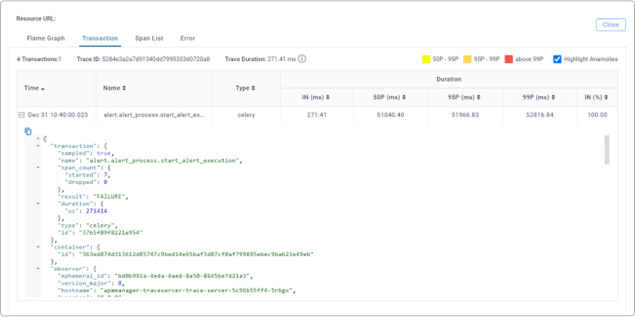 Resource URL:
Close
Flame Graph Transaction Span List Error
# Transactions:1 Trace ID: 5284e3a2a7d91340dd7995353d0720a8 Trace Duration: 271.41 ms 50P - 95P 95P - 99P above 99P Highlight Anamolies
Time Name Type Duration
IN (ms) 50P (ms) 95P (ms) 99P (ms) IN (%)
Dec 31 10:40:00.023 alert.alert_process.start_alert_ex... celery 271.41 51040.40 51966.83 52816.84 100.00
{
"transaction": {
"sampled": true,
"name": "alert.alert_process.start_alert_execution",
"span_count": {
"started": 7,
"dropped": 0
},
"result": "FAILURE",
"duration": {
"us": 271414
},
"type": "celery",
"id": "37b5f09f8221e954"
},
"container": {
"id": "363ed874d313612d85747c9bed14e65baf3d87cf0af799895ebec9bab21e49eb"
},
"observer": {
"ephemeral_id": "bd0b992a-4eda-4aed-8a50-86d5be7d21a3",
"version_major": 8,
"hostname": "apmmanager-traceserver-trace-server-5c96b55ff4-5rbgx",